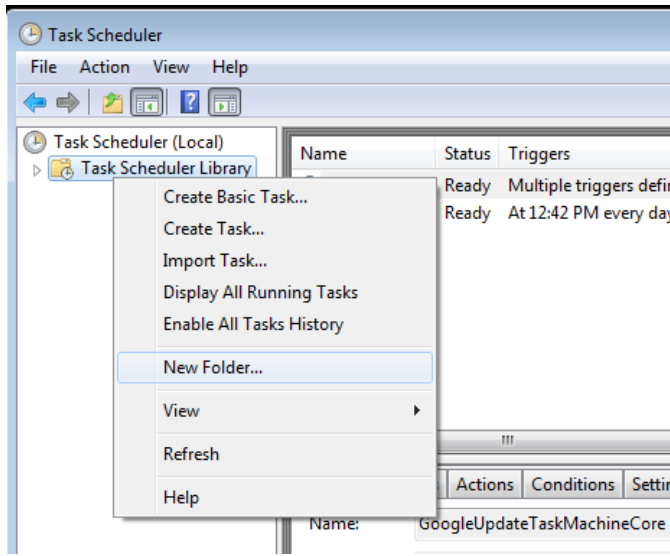 Task Scheduler
File Action View Help
Task Scheduler (Local)
Task Scheduler Library
Name Status Triggers
Ready Multiple triggers defin
Ready At 12:42 PM every day
Create Basic Task...
Create Task...
Import Task...
Display All Running Tasks
Enable All Tasks History
New Folder...
View
Refresh
Help
Actions Conditions Settin
Name: GoogleUpdateTaskMachineCore